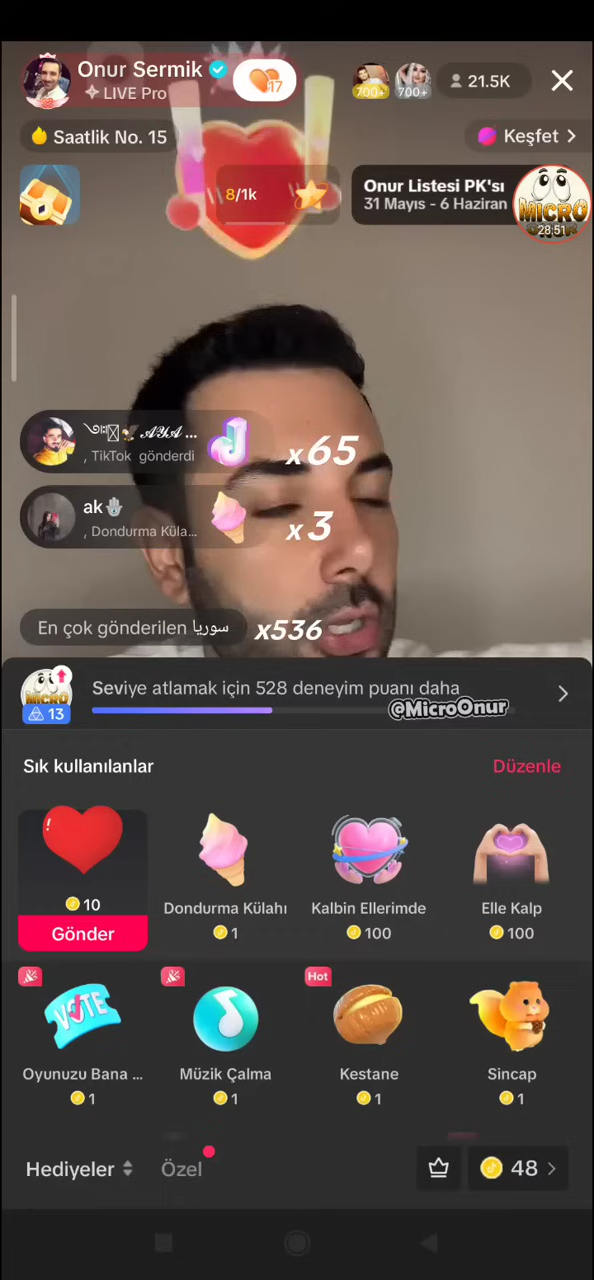 Onur Sermik
LIVE Pro
17
700+
700+
21.5K
Saatlik No. 15
Keşfet
8/1k
Onur Listesi PK'sı
31 Mayıs - 6 Haziran
MICRO
ONUR
28:51
AYA ...
, TikTok gönderdi
x65
ak
, Dondurma Küla...
x3
En çok gönderilen سوريا
x536
MICRO
13
Seviye atlamak için 528 deneyim puanı daha
@MicroOnur
Sık kullanılanlar
Düzenle
10
Gönder
Dondurma Külahı
1
Kalbin Ellerimde
100
Elle Kalp
100
VOTE
Oyunuzu Bana ...
1
Müzik Çalma
1
Hot
Kestane
1
Sincap
1
Hediyeler
Özel
48